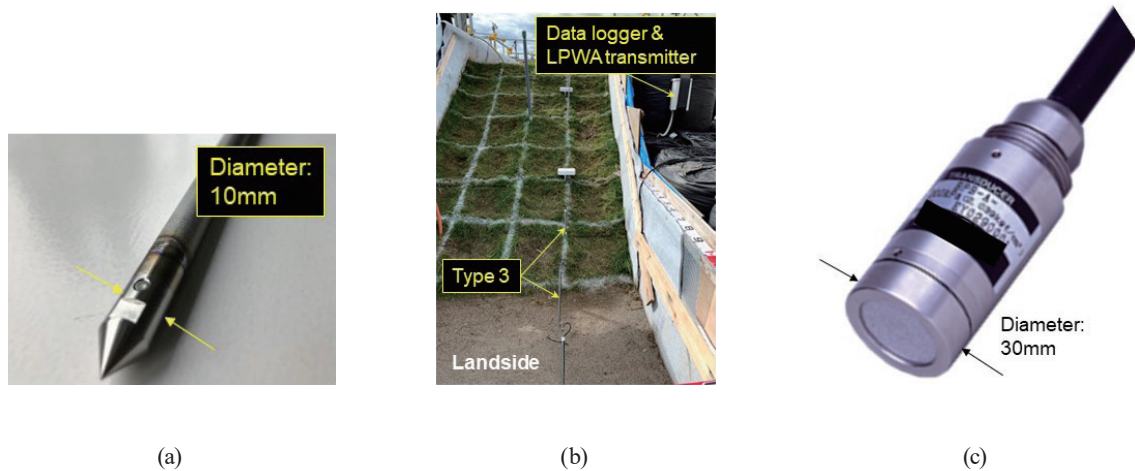 Diameter:
10mm
Data logger &
LPWA transmitter
Type 3
Landside
TRANSDUCER
Diameter:
30mm
(a)
(b)
(c)